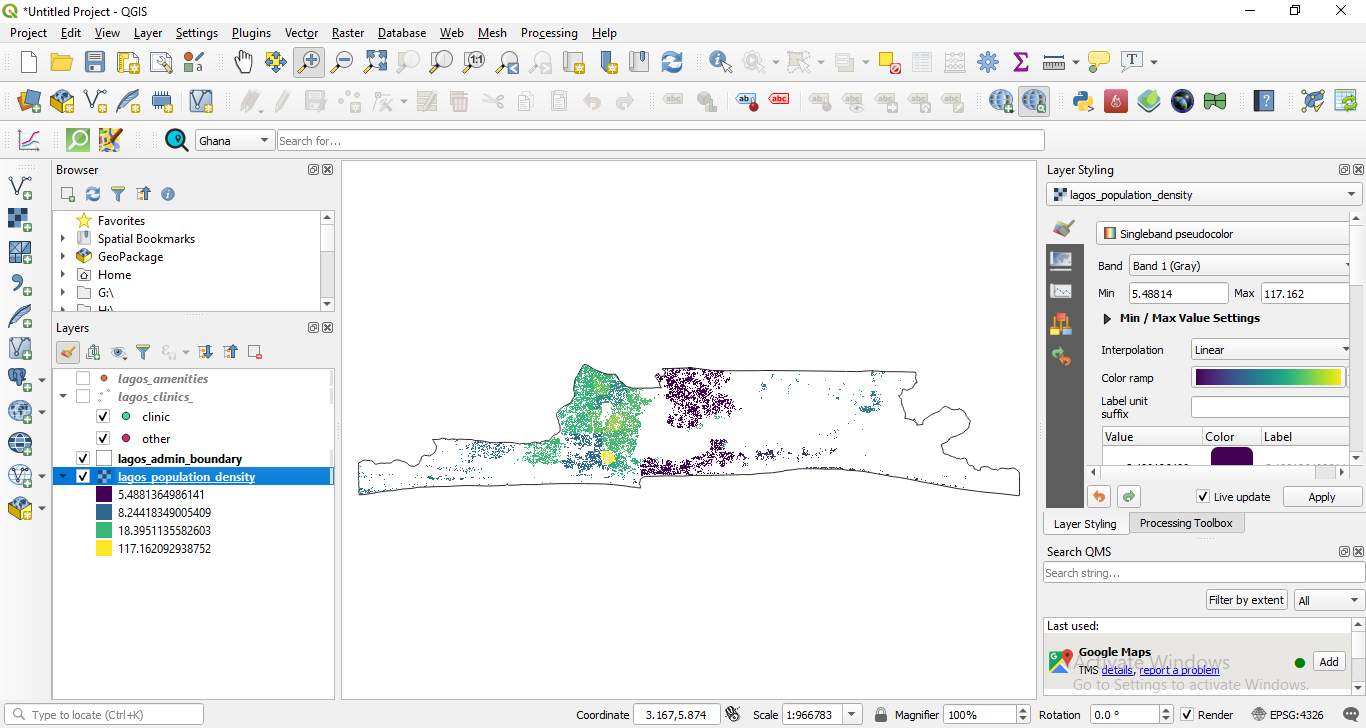 *Untitled Project - QGIS
Project Edit View Layer Settings Plugins Vector Raster Database Web Mesh Processing Help
Ghana Search for...
Browser
Favorites
Spatial Bookmarks
GeoPackage
Home
G:\
H:\
Layers
lagos_amenities
lagos_clinics_
clinic
other
lagos_admin_boundary
lagos_population_density
5.4881364986141
8.24418349005409
18.3951135582603
117.162092938752
Layer Styling
lagos_population_density
Singleband pseudocolor
Band Band 1 (Gray)
Min 5.48814 Max 117.162
Min / Max Value Settings
Interpolation Linear
Color ramp
Label unit
suffix
Value Color Label
Live update Apply
Layer Styling Processing Toolbox
Search QMS
Search string...
Filter by extent All
Last used:
Google Maps
TMS details, report a problem
Add
Activate Windows
Go to Settings to activate Windows.
Type to locate (Ctrl+K) Coordinate 3.167,5.874 Scale 1:966783 Magnifier 100% Rotation 0.0 ° Render EPSG:4326